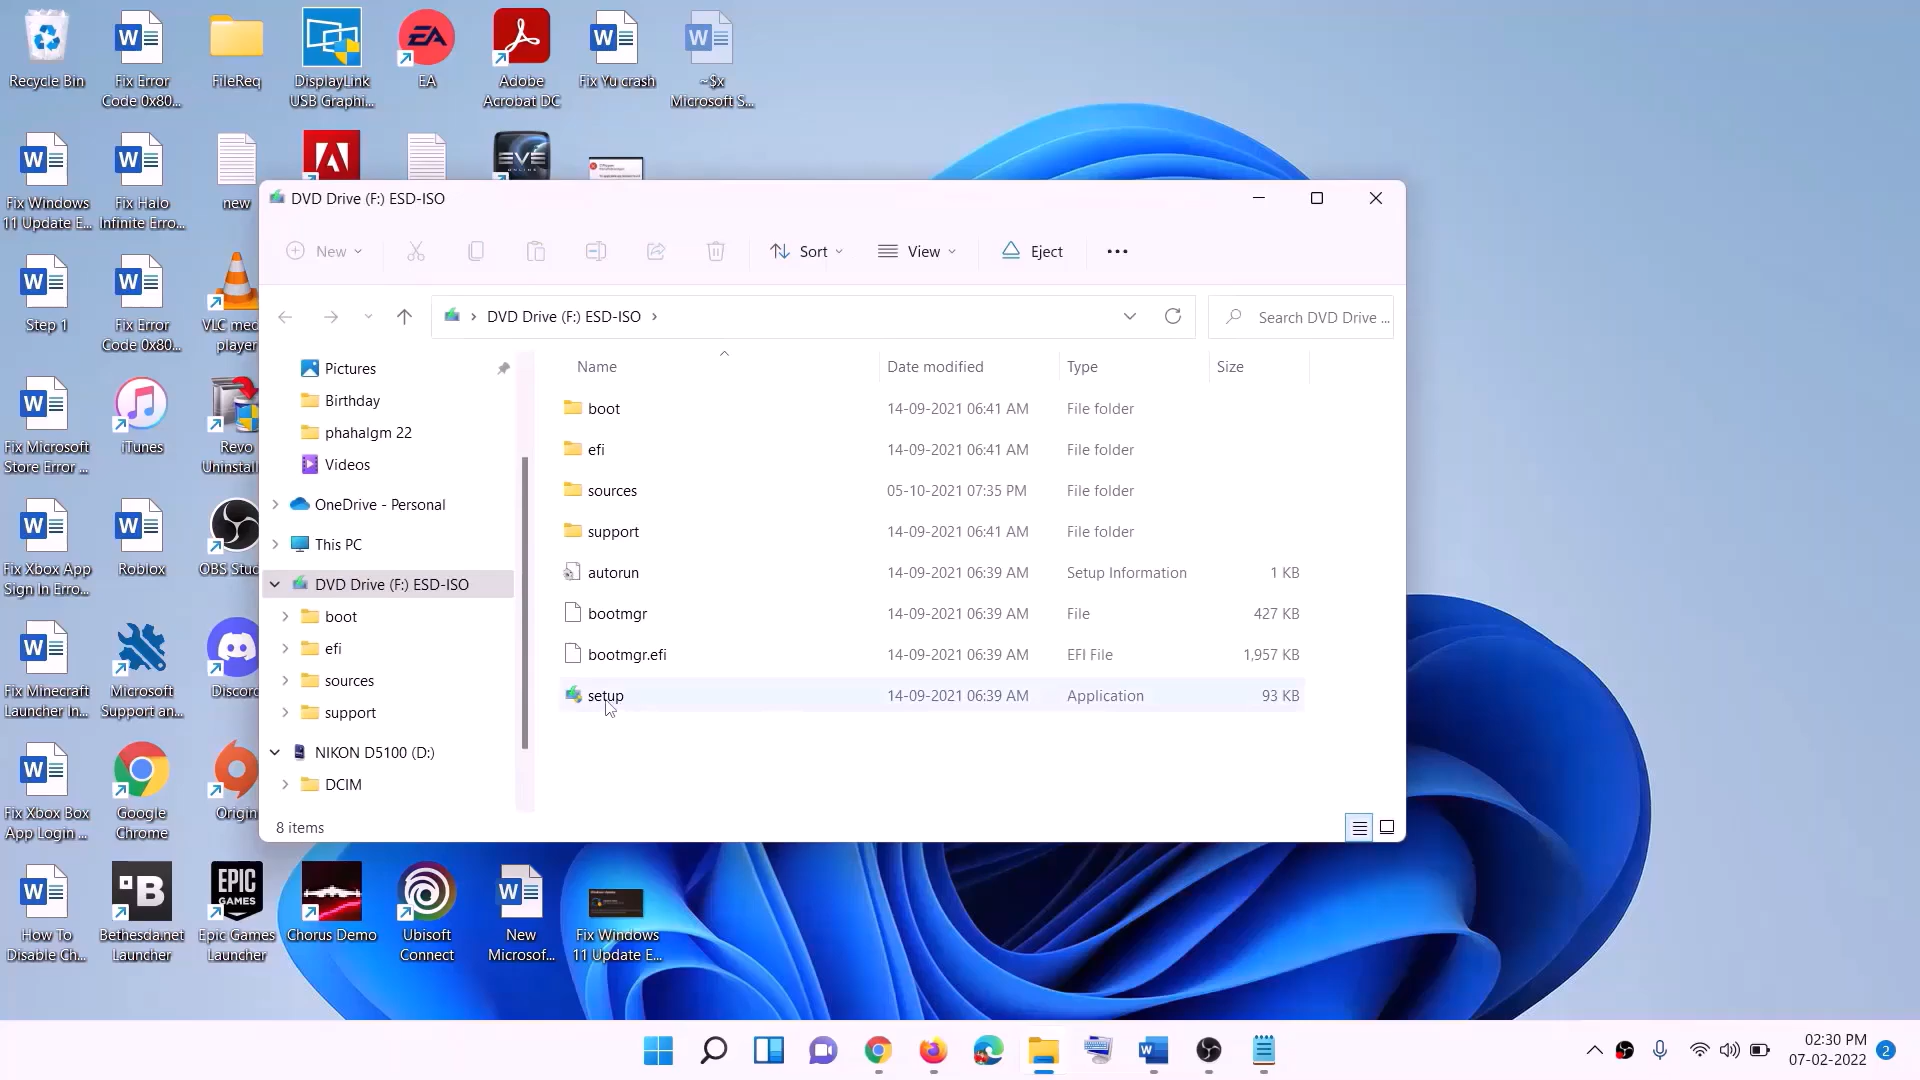 Recycle Bin
Fix Error
Code 0x80...
FileReq
DisplayLink
USB Graphi...
EA
EA
Adobe
Acrobat DC
Fix Yu crash
~$x
Microsoft S...
EVE
ONLINE
Fix Windows
11 Update E...
Fix Halo
Infinite Erro...
new
Step 1
Fix Error
Code 0x80...
VLC med
player
Fix Microsoft
Store Error ...
iTunes
Revo
Uninstall
Fix Xbox App
Sign In Erro...
Roblox
OBS Stud
Fix Minecraft
Launcher In...
Microsoft
Support an...
Discord
Fix Xbox Box
App Login ...
Google
Chrome
Origin
How To
Disable Ch...
Bethesda.net
Launcher
EPIC
GAMES
Epic Games
Launcher
Chorus Demo
Ubisoft
Connect
New
Microsof...
Fix Windows
11 Update E...
DVD Drive (F:) ESD-ISO
New
Sort
View
Eject
DVD Drive (F:) ESD-ISO
Search DVD Drive ...
Pictures
Birthday
phahalgm 22
Videos
OneDrive - Personal
This PC
DVD Drive (F:) ESD-ISO
boot
efi
sources
support
NIKON D5100 (D:)
DCIM
Name Date modified Type Size
boot 14-09-2021 06:41 AM File folder
efi 14-09-2021 06:41 AM File folder
sources 05-10-2021 07:35 PM File folder
support 14-09-2021 06:41 AM File folder
autorun 14-09-2021 06:39 AM Setup Information 1 KB
bootmgr 14-09-2021 06:39 AM File 427 KB
bootmgr.efi 14-09-2021 06:39 AM EFI File 1,957 KB
setup 14-09-2021 06:39 AM Application 93 KB
8 items
02:30 PM
07-02-2022
2